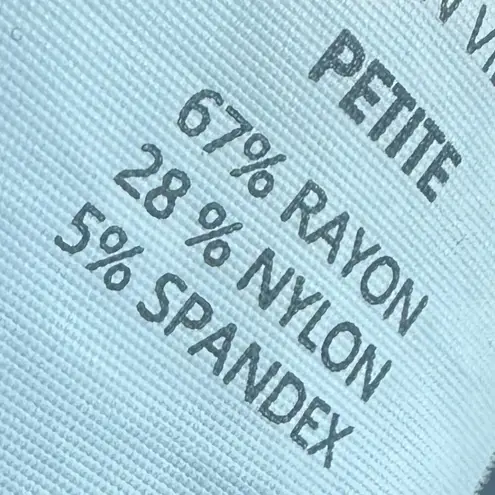 PETITE
67% RAYON
28 % NYLON
5% SPANDEX